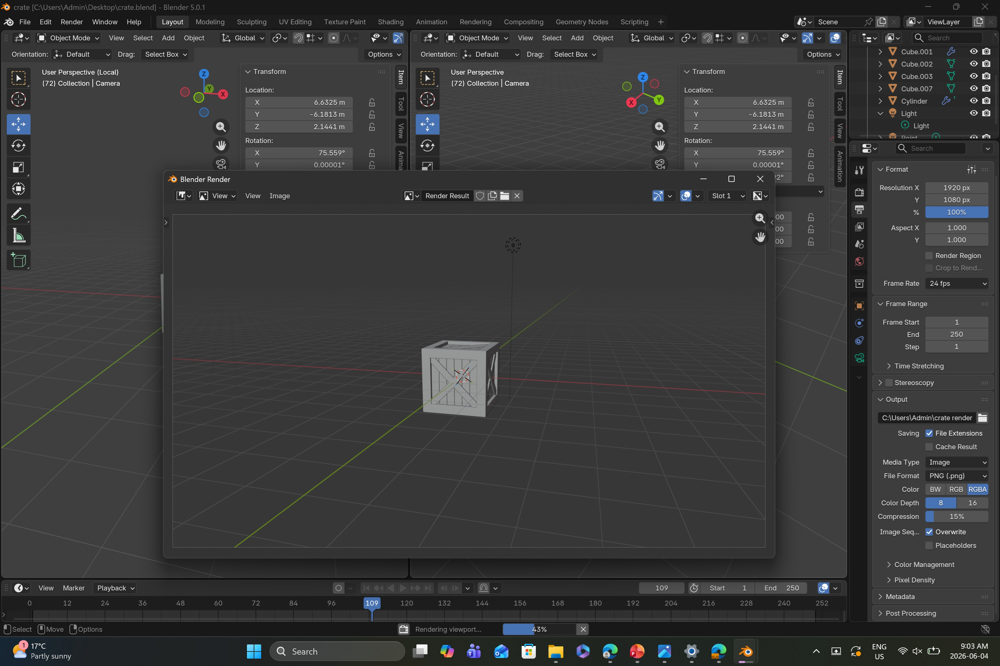 crate [C:\Users\Admin\Desktop\crate.blend] - Blender 5.0.1
File Edit Render Window Help Layout Modeling Sculpting UV Editing Texture Paint Shading Animation Rendering Compositing Geometry Nodes Scripting + Scene ViewLayer
Object Mode View Select Add Object Global
Orientation: Default Drag: Select Box Options
User Perspective (Local)
(72) Collection | Camera
Z
Y
X
Transform
Location:
X 6.6325 m
Y -6.1813 m
Z 2.1441 m
Rotation:
X 75.559°
Y 0.00001°
Item
Tool
View
Anima
Object Mode View Select Add Object Global
Orientation: Default Drag: Select Box Options
User Perspective
(72) Collection | Camera
Z
X
Y
Transform
Location:
X 6.6325 m
Y -6.1813 m
Z 2.1441 m
Rotation:
X 75.559°
Y 0.00001°
2°
00
00
00
Item
Tool
View
Animation
Search
Cube.001
Cube.002
Cube.003
Cube.007
Cylinder
Light
Light
Search
Format
Resolution X 1920 px
Y 1080 px
% 100%
Aspect X 1.000
Y 1.000
Render Region
Crop to Rend...
Frame Rate 24 fps
Frame Range
Frame Start 1
End 250
Step 1
Time Stretching
Stereoscopy
Output
C:\Users\Admin\crate render
Saving File Extensions
Cache Result
Media Type Image
File Format PNG (.png)
Color BW RGB RGBA
Color Depth 8 16
Compression 15%
Image Seq... Overwrite
Placeholders
Color Management
Pixel Density
Metadata
Post Processing
Blender Render
View View Image Render Result Slot 1
View Marker Playback 109 Start 1 End 250
0 12 24 36 48 60 72 84 96 109 120 132 144 156 168 180 192 204 216 228 240 252
Select Move Options Rendering viewport... 43%
1
17°C
Partly sunny
Search
ENG
US
9:03 AM
2026-06-04